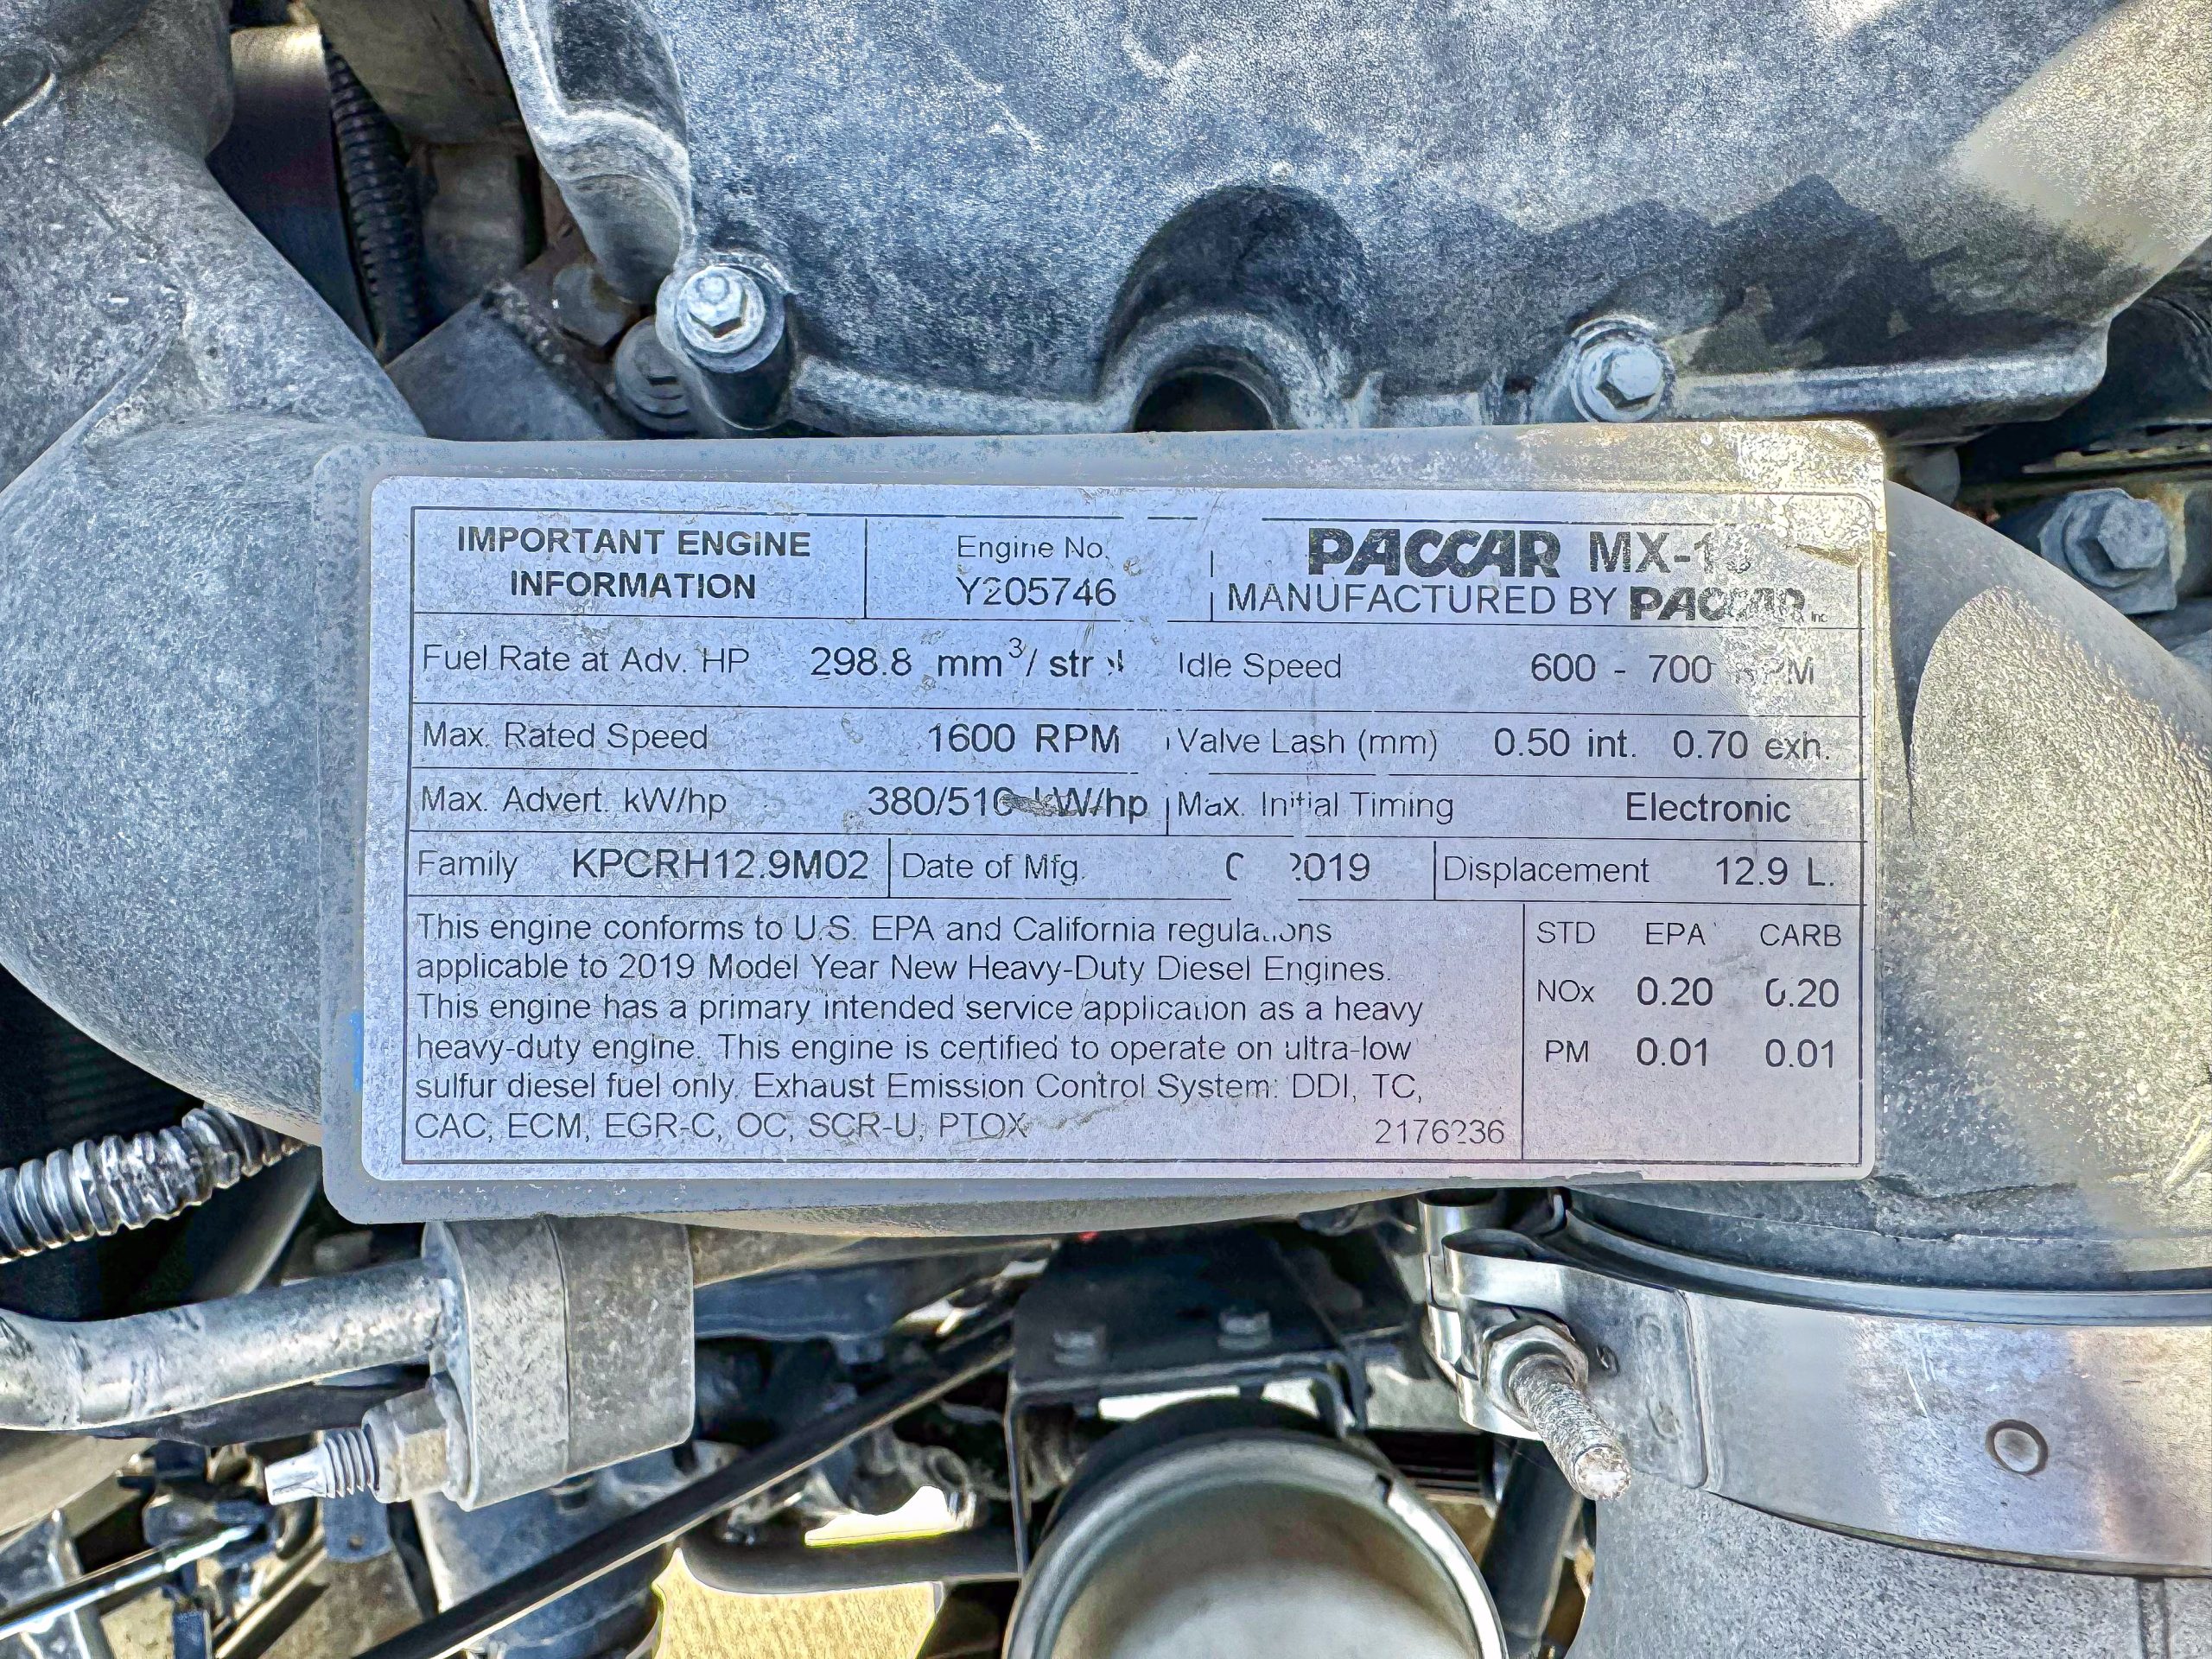 IMPORTANT ENGINE INFORMATION
Engine No.
Y205746
PACCAR
MANUFACTURED BY PACCAR Inc
Fuel Rate at Adv. HP 298.8 mm³/
Idle Speed 600 - 700 RPM
Max. Rated Speed 1600 RPM
Valve Lash (mm) 0.50 int. 0.70 exh.
Max. Advert. kW/hp 380/510 kW/hp
Max. Initial Timing Electronic
Family KPCRH12.9M02
Date of Mfg. 2019
Displacement 12.9 L.
This engine conforms to U.S. EPA and California regulations
applicable to 2019 Model Year New Heavy-Duty Diesel Engines.
This engine has a primary intended service application as a heavy
heavy-duty engine. This engine is certified to operate on ultra-low
sulfur diesel fuel only. Exhaust Emission Control System: DDI, TC,
CAC, ECM, EGR-C, OC, SCR-U, PTOX
2176236
STD EPA CARB
NOx 0.20 0.20
PM 0.01 0.01